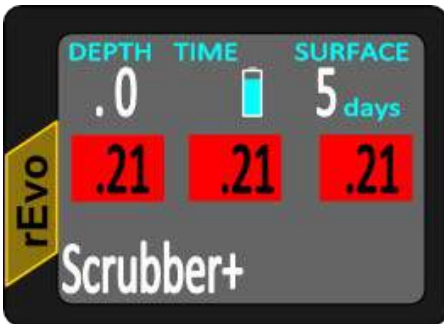 DEPTH TIME SURFACE
.0 5 days
.21 .21 .21
rEvo
Scrubber+